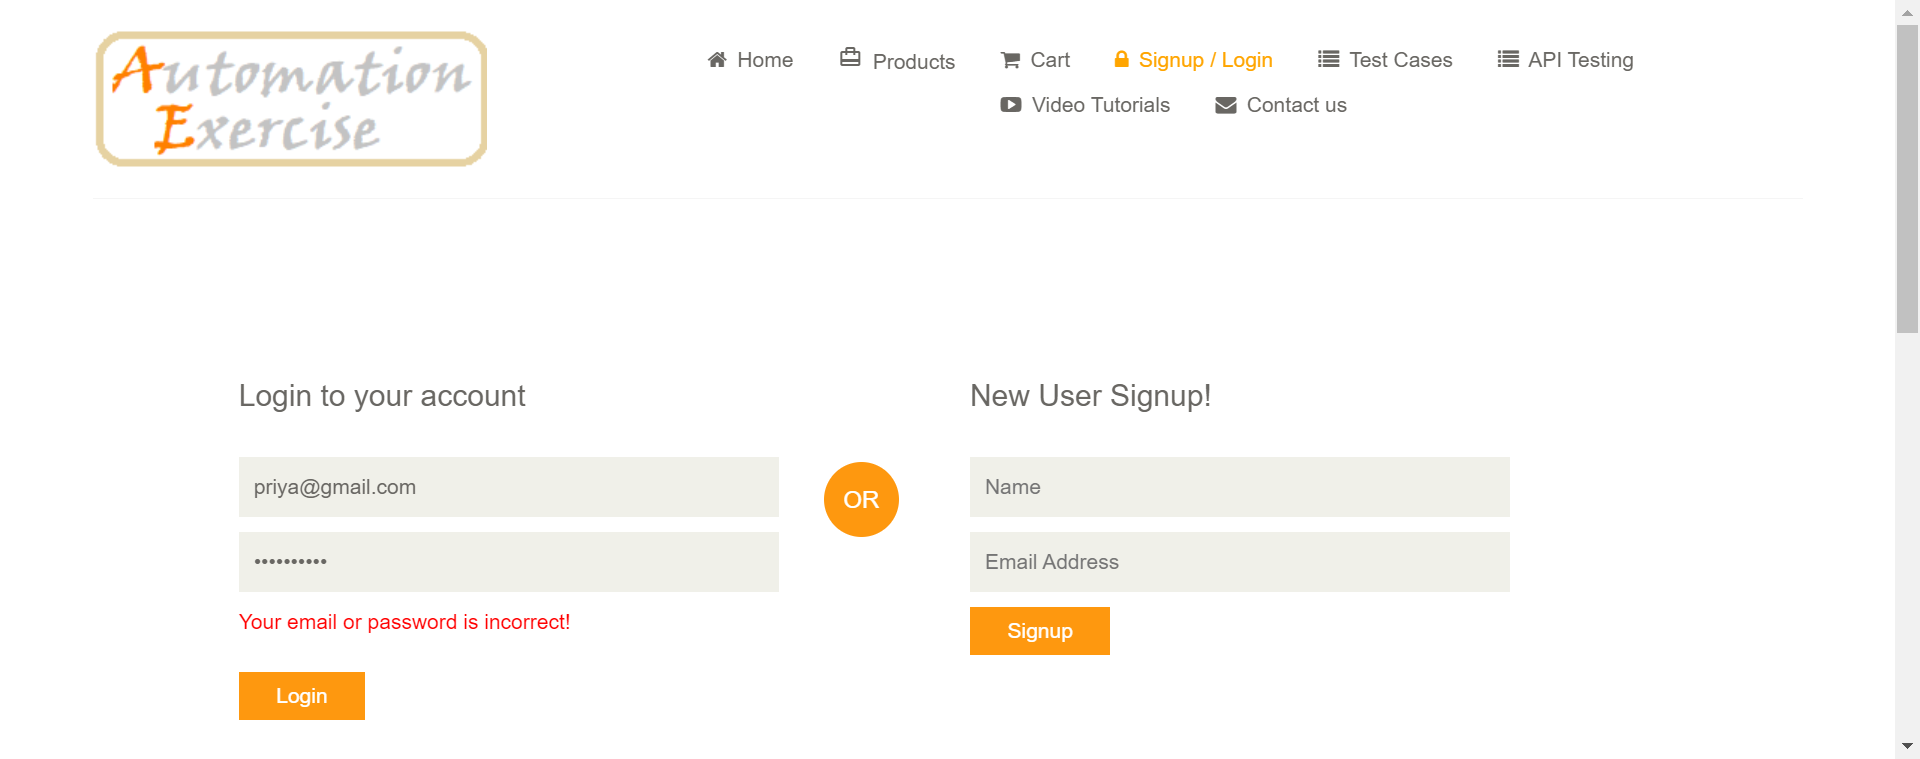 Automation
Exercise
Home
Products
Cart
Signup / Login
Test Cases
API Testing
Video Tutorials
Contact us
Login to your account
priya@gmail.com
••••••••••
Your email or password is incorrect!
Login
OR
New User Signup!
Name
Email Address
Signup